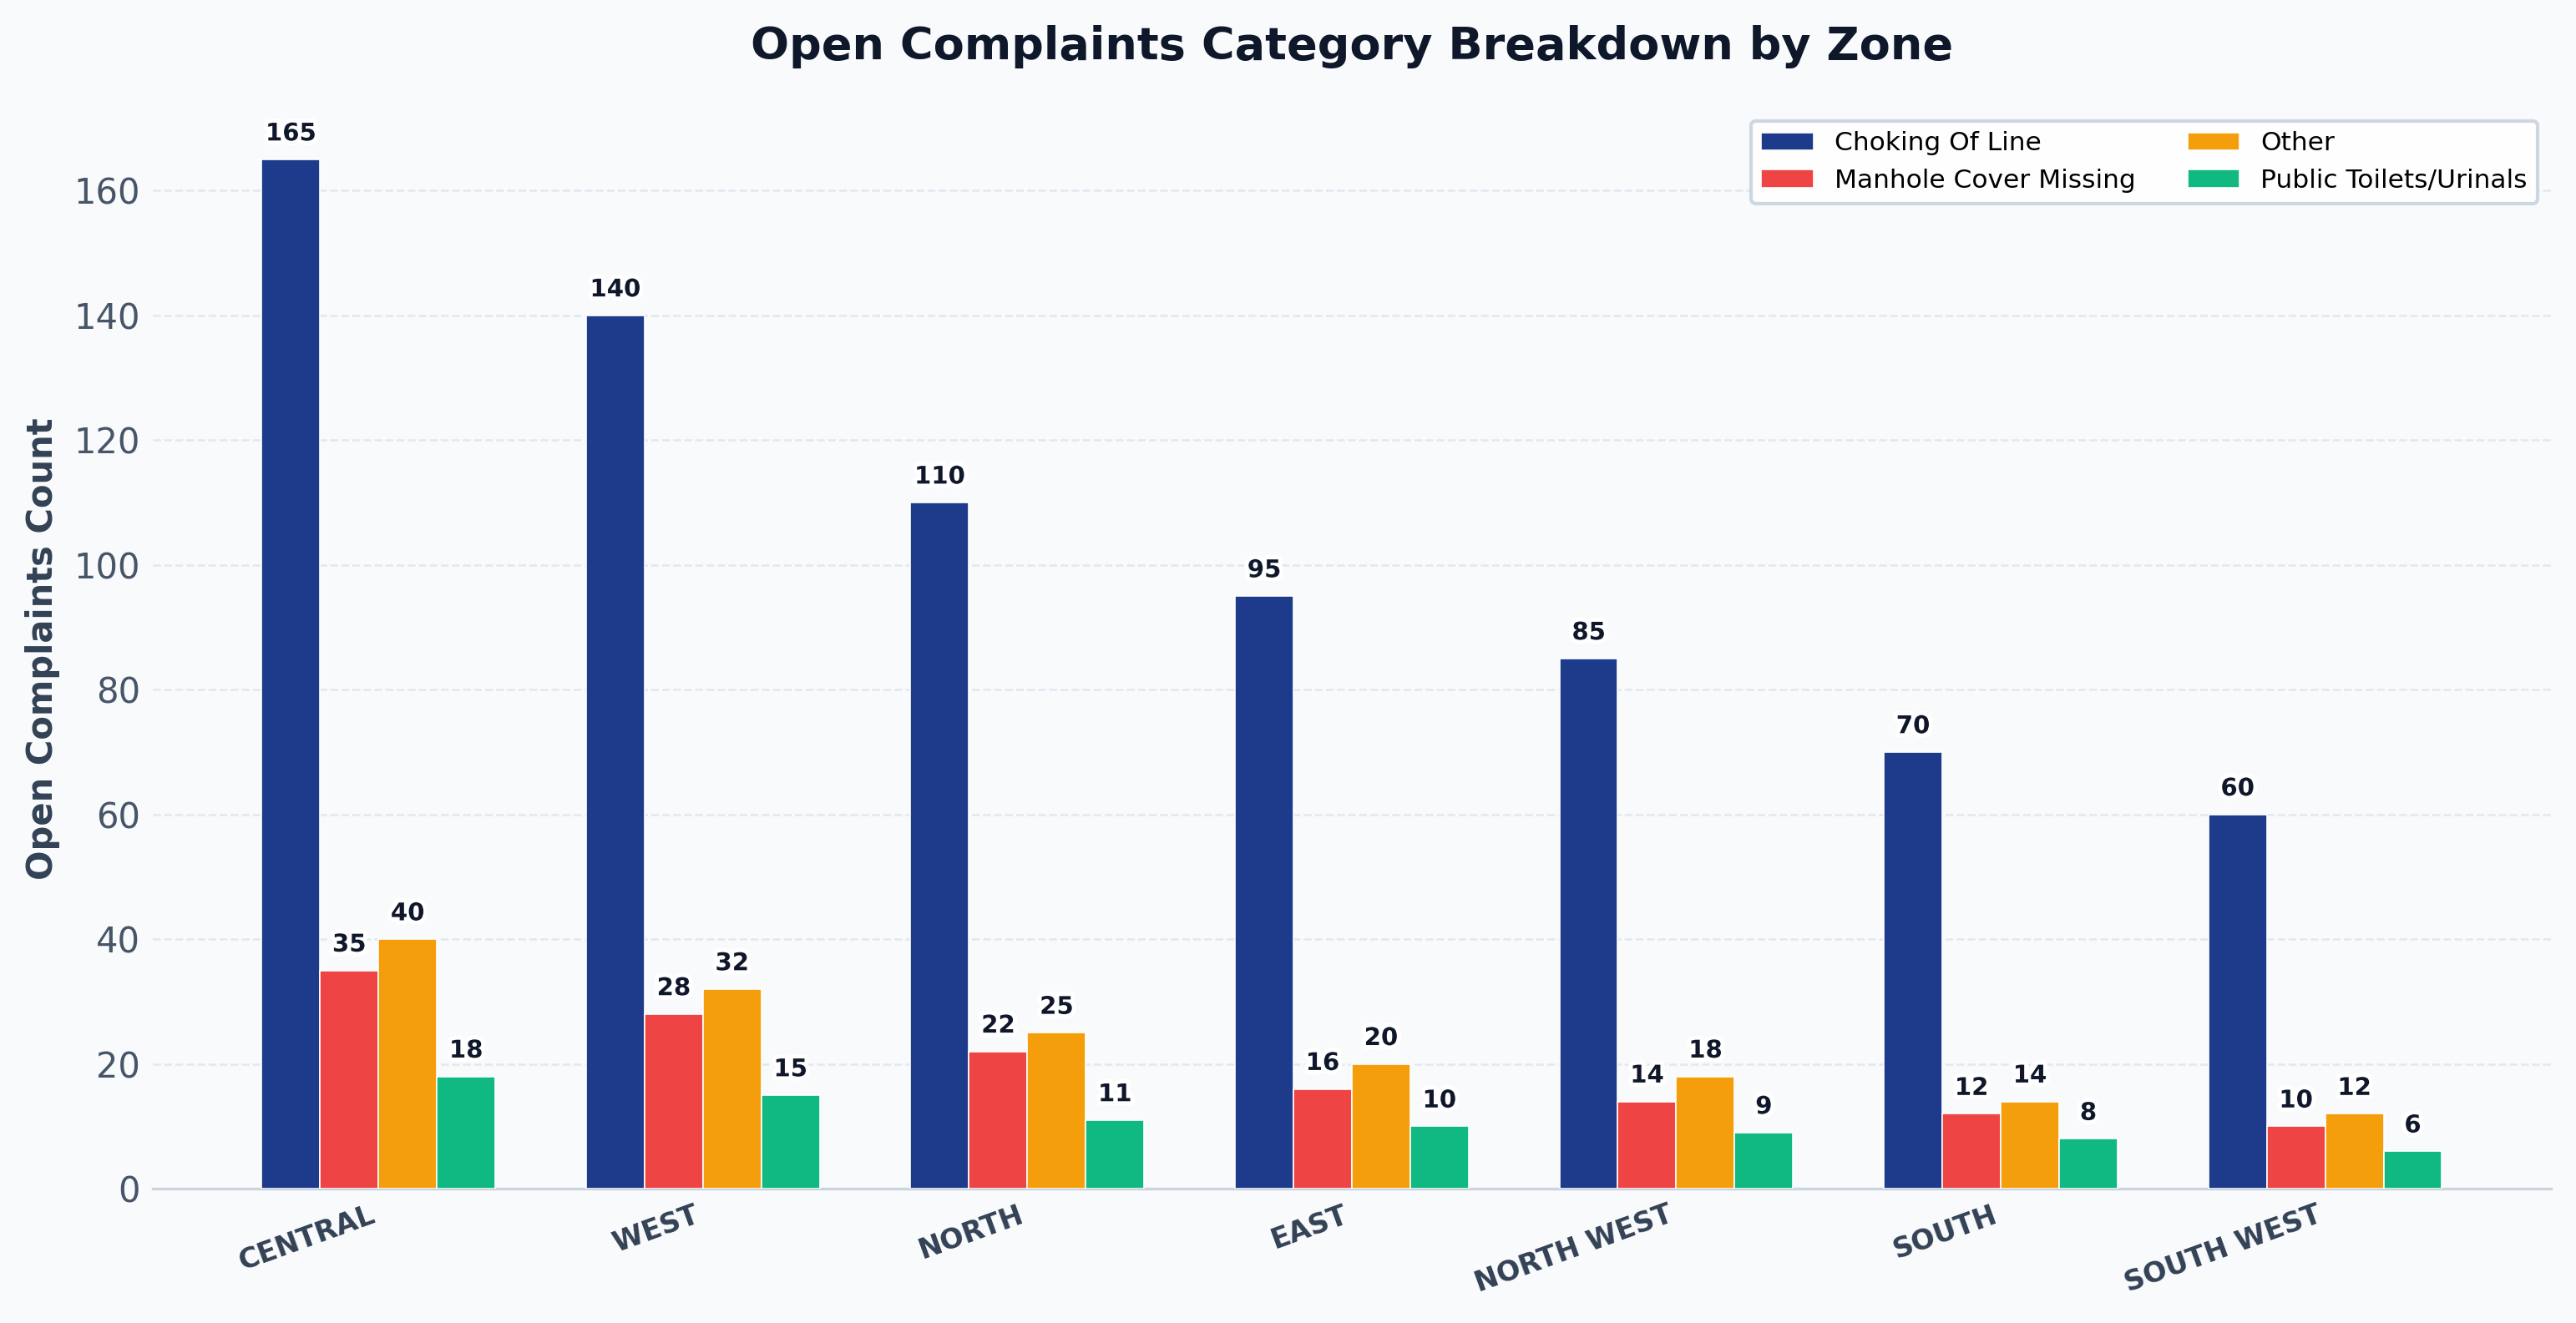 Open Complaints Category Breakdown by Zone
Choking Of Line
Manhole Cover Missing
Other
Public Toilets/Urinals
Open Complaints Count
160
140
120
100
80
60
40
20
0
165
35
40
18
140
28
32
15
110
22
25
11
95
16
20
10
85
14
18
9
70
12
14
8
60
10
12
6
CENTRAL
WEST
NORTH
EAST
NORTH WEST
SOUTH
SOUTH WEST